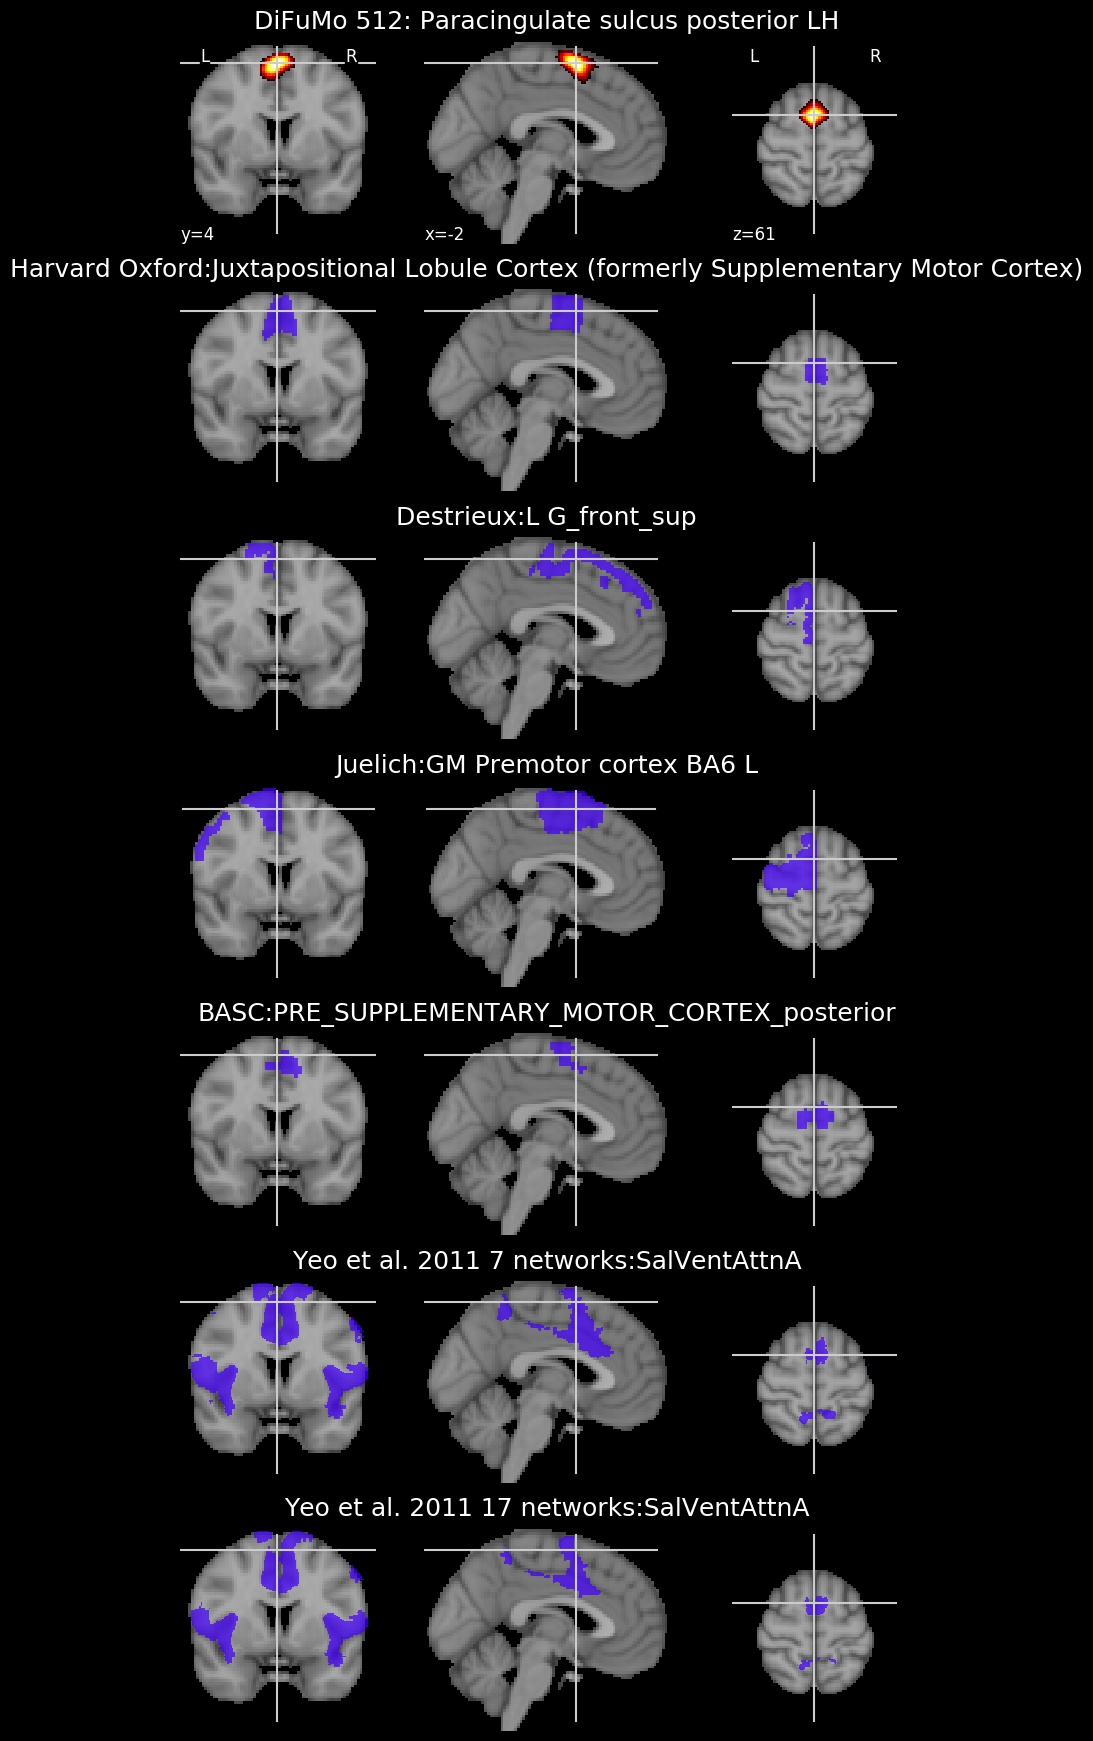 DiFuMo 512: Paracingulate sulcus posterior LH
L R L R
y=4 x=-2 z=61
Harvard Oxford:Juxtapositional Lobule Cortex (formerly Supplementary Motor Cortex)
Destrieux:L G_front_sup
Juelich:GM Premotor cortex BA6 L
BASC:PRE_SUPPLEMENTARY_MOTOR_CORTEX_posterior
Yeo et al. 2011 7 networks:SalVentAttnA
Yeo et al. 2011 17 networks:SalVentAttnA